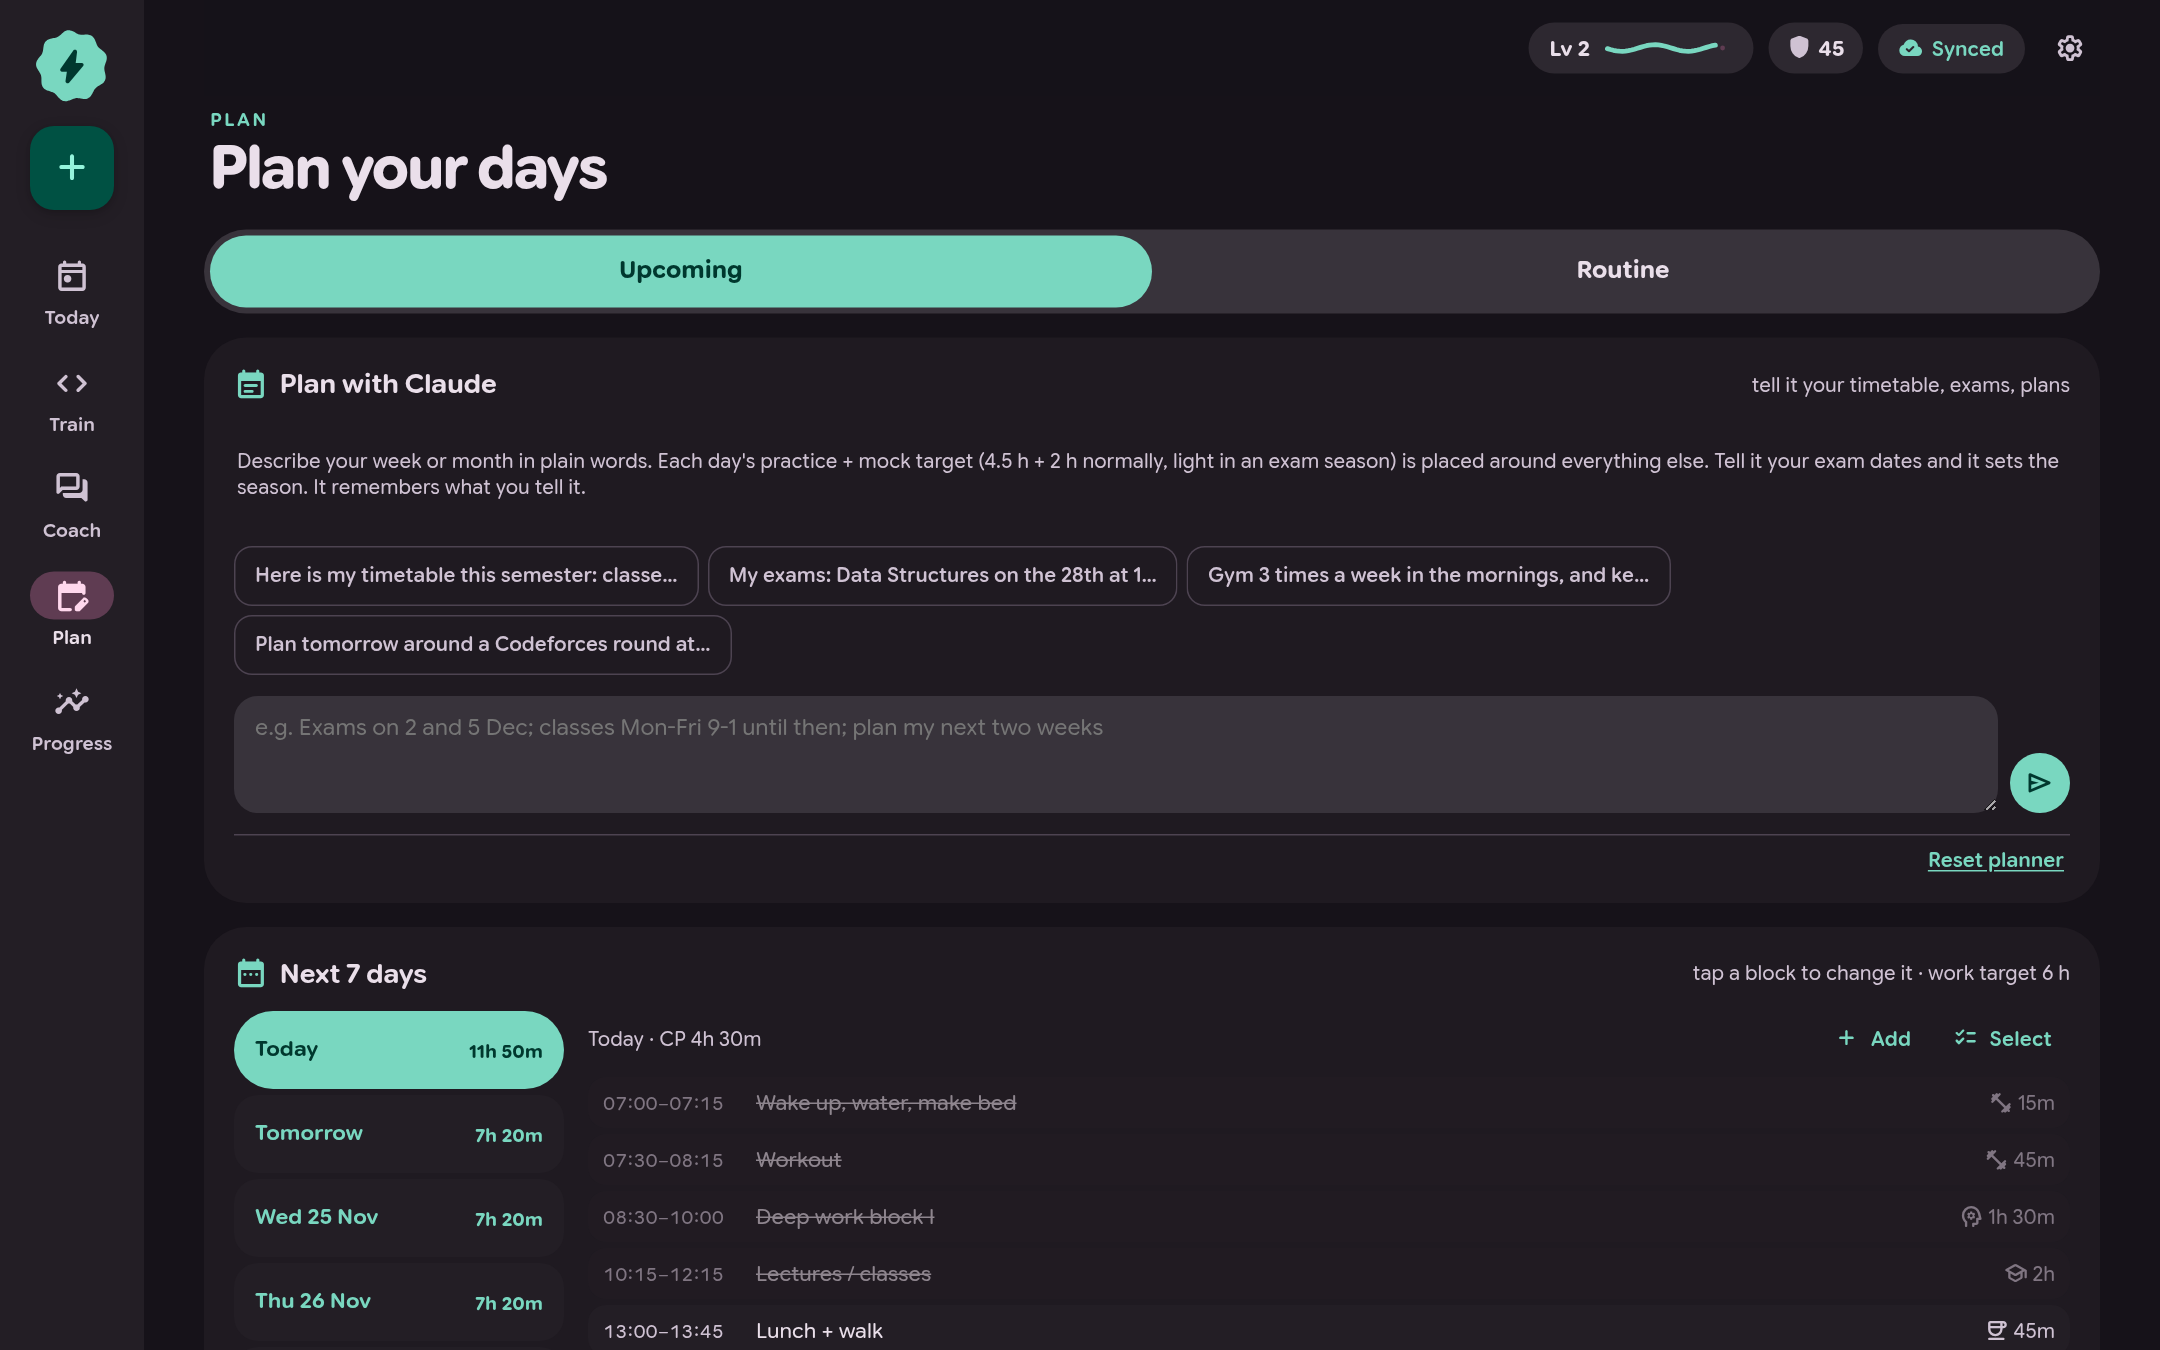 Lv 2
45
Synced
PLAN
Plan your days
Today
Train
Coach
Plan
Progress
Upcoming
Routine
Plan with Claude
tell it your timetable, exams, plans
Describe your week or month in plain words. Each day's practice + mock target (4.5 h + 2 h normally, light in an exam season) is placed around everything else. Tell it your exam dates and it sets the
season. It remembers what you tell it.
Here is my timetable this semester: classe...
My exams: Data Structures on the 28th at 1...
Gym 3 times a week in the mornings, and ke...
Plan tomorrow around a Codeforces round at...
e.g. Exams on 2 and 5 Dec; classes Mon-Fri 9-1 until then; plan my next two weeks
Reset planner
Next 7 days
tap a block to change it · work target 6 h
Today 11h 50m
Tomorrow 7h 20m
Wed 25 Nov 7h 20m
Thu 26 Nov 7h 20m
Today · CP 4h 30m
Add
Select
07:00–07:15 Wake up, water, make bed 15m
07:30–08:15 Workout 45m
08:30–10:00 Deep work block I 1h 30m
10:15–12:15 Lectures / classes 2h
13:00–13:45 Lunch + walk 45m